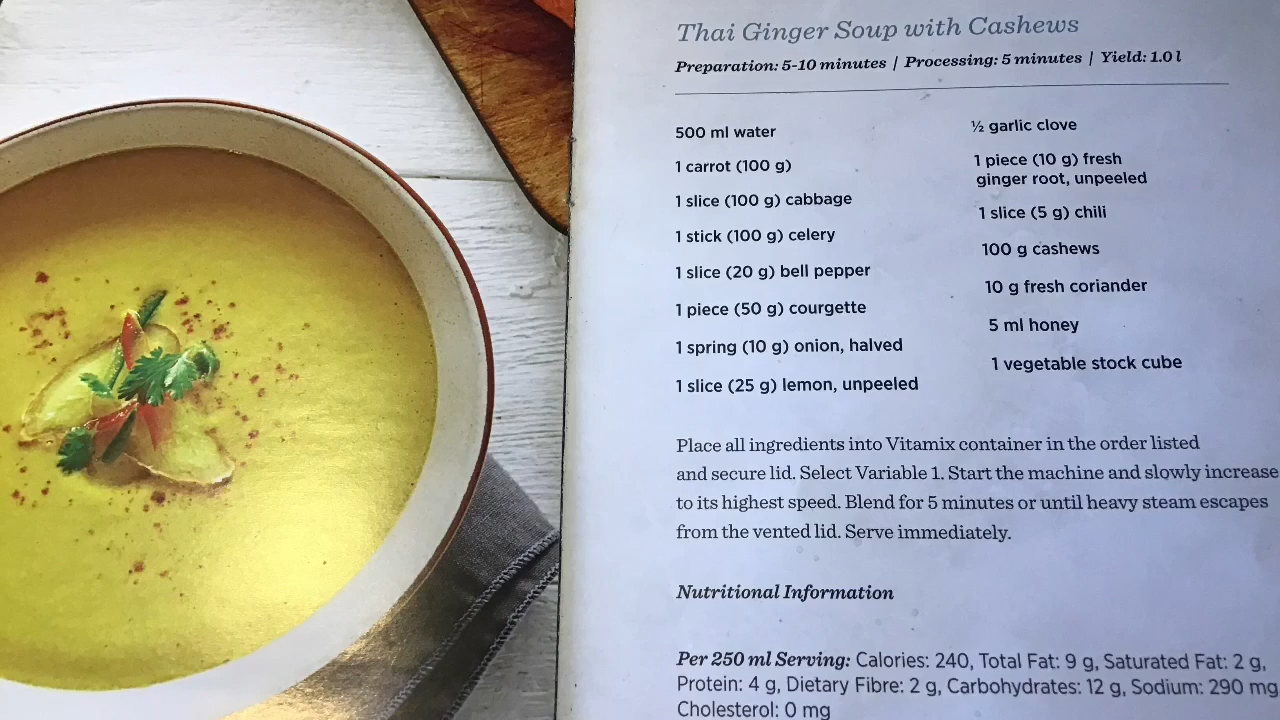 Thai Ginger Soup with Cashews
Preparation: 5-10 minutes | Processing: 5 minutes | Yield: 1.0 l
500 ml water
1 carrot (100 g)
1 slice (100 g) cabbage
1 stick (100 g) celery
1 slice (20 g) bell pepper
1 piece (50 g) courgette
1 spring (10 g) onion, halved
1 slice (25 g) lemon, unpeeled
½ garlic clove
1 piece (10 g) fresh
ginger root, unpeeled
1 slice (5 g) chili
100 g cashews
10 g fresh coriander
5 ml honey
1 vegetable stock cube
Place all ingredients into Vitamix container in the order listed
and secure lid. Select Variable 1. Start the machine and slowly increase
to its highest speed. Blend for 5 minutes or until heavy steam escapes
from the vented lid. Serve immediately.
Nutritional Information
Per 250 ml Serving: Calories: 240, Total Fat: 9 g, Saturated Fat: 2 g,
Protein: 4 g, Dietary Fibre: 2 g, Carbohydrates: 12 g, Sodium: 290 mg
Cholesterol: 0 mg